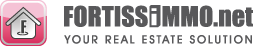 FORTISSiMMO.net
YOUR REAL ESTATE SOLUTION